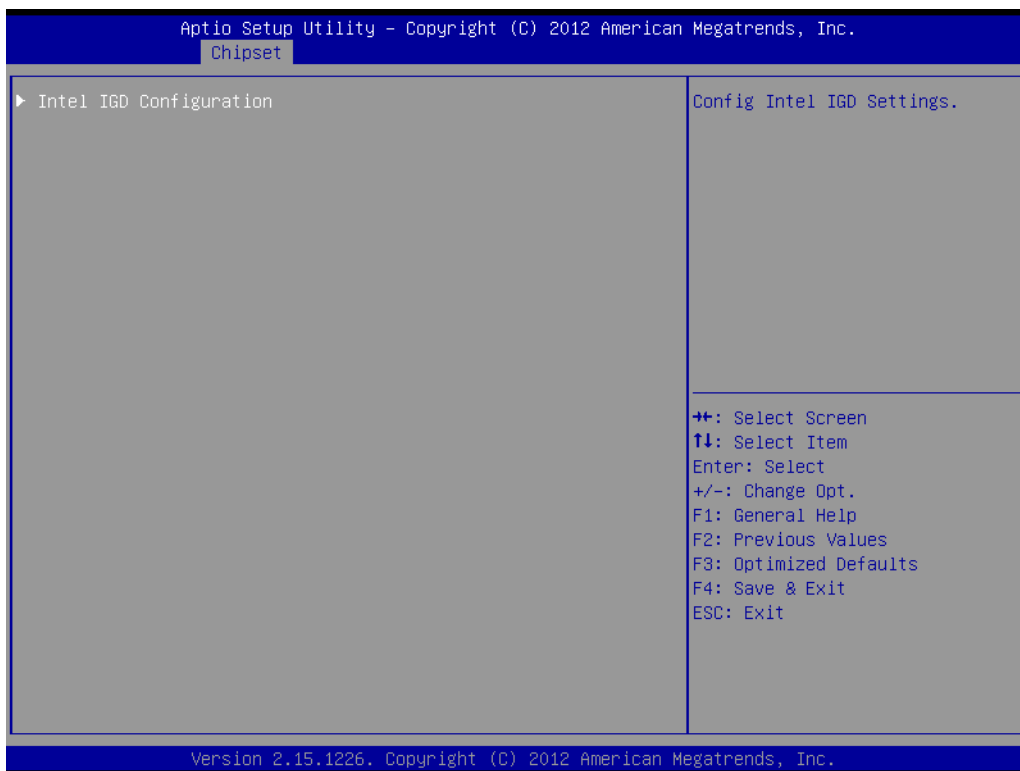 Aptio Setup Utility – Copyright (C) 2012 American Megatrends, Inc.
Chipset
▶ Intel IGD Configuration
Config Intel IGD Settings.
→←: Select Screen
↑↓: Select Item
Enter: Select
+/-: Change Opt.
F1: General Help
F2: Previous Values
F3: Optimized Defaults
F4: Save & Exit
ESC: Exit
Version 2.15.1226. Copyright (C) 2012 American Megatrends, Inc.